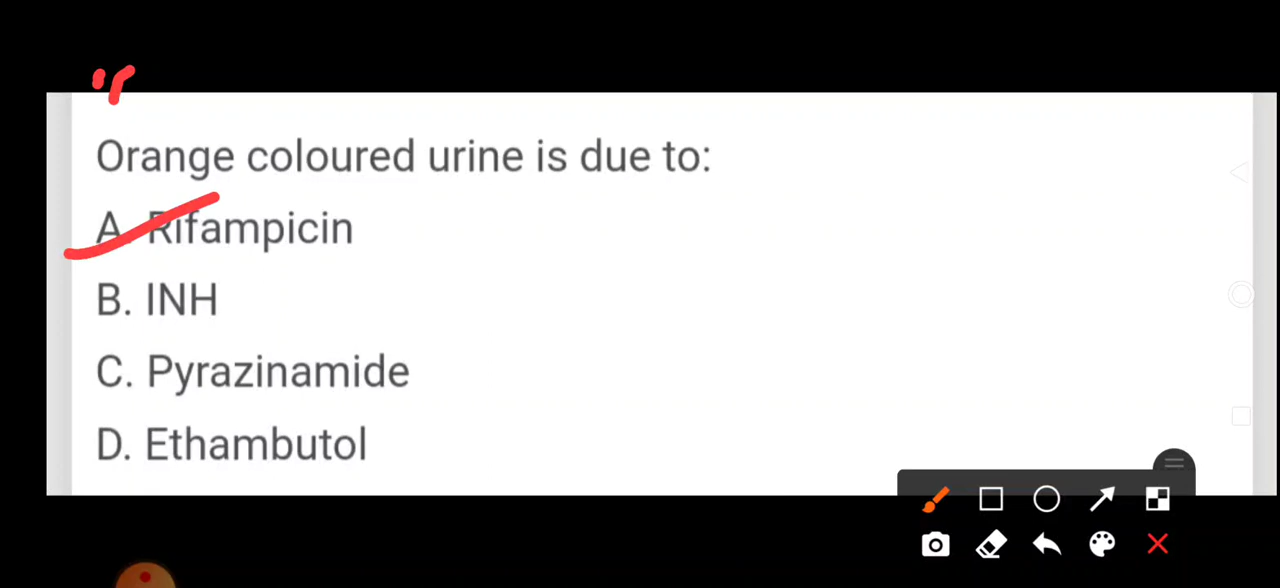 Orange coloured urine is due to:
A. Rifampicin
B. INH
C. Pyrazinamide
D. Ethambutol